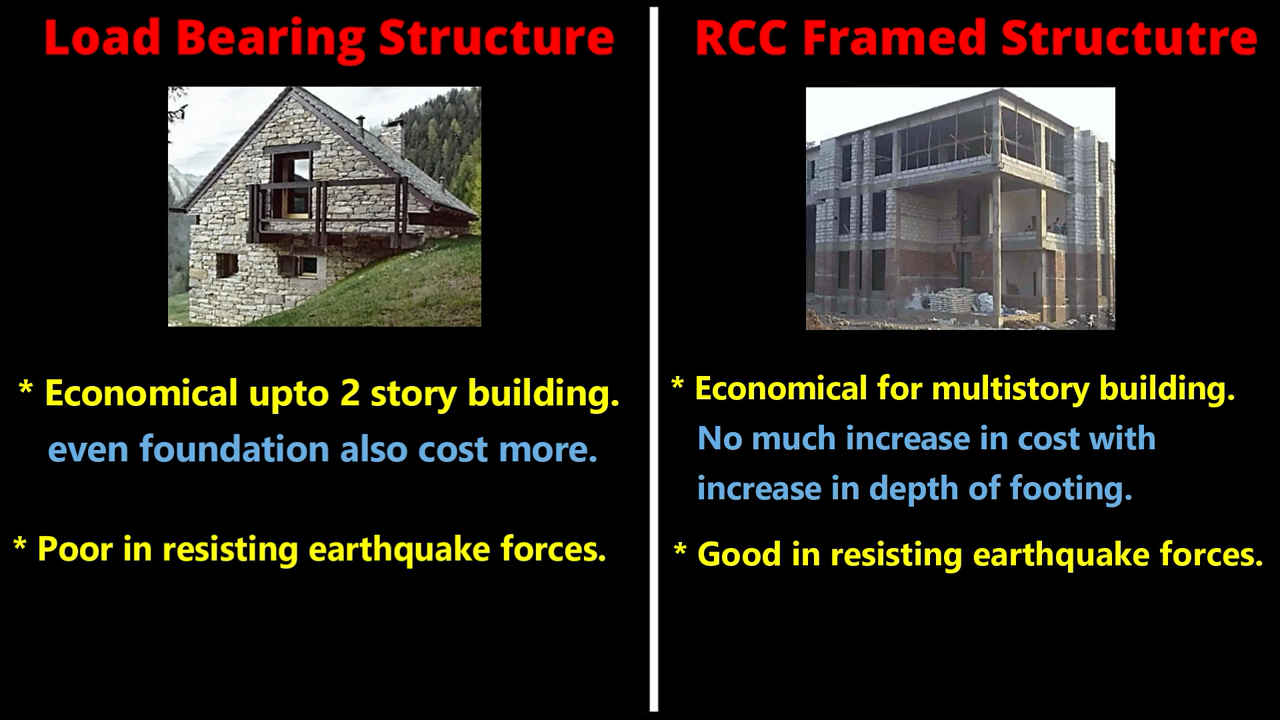 Load Bearing Structure
* Economical upto 2 story building.
even foundation also cost more.
* Poor in resisting earthquake forces.
RCC Framed Structutre
* Economical for multistory building.
No much increase in cost with
increase in depth of footing.
* Good in resisting earthquake forces.